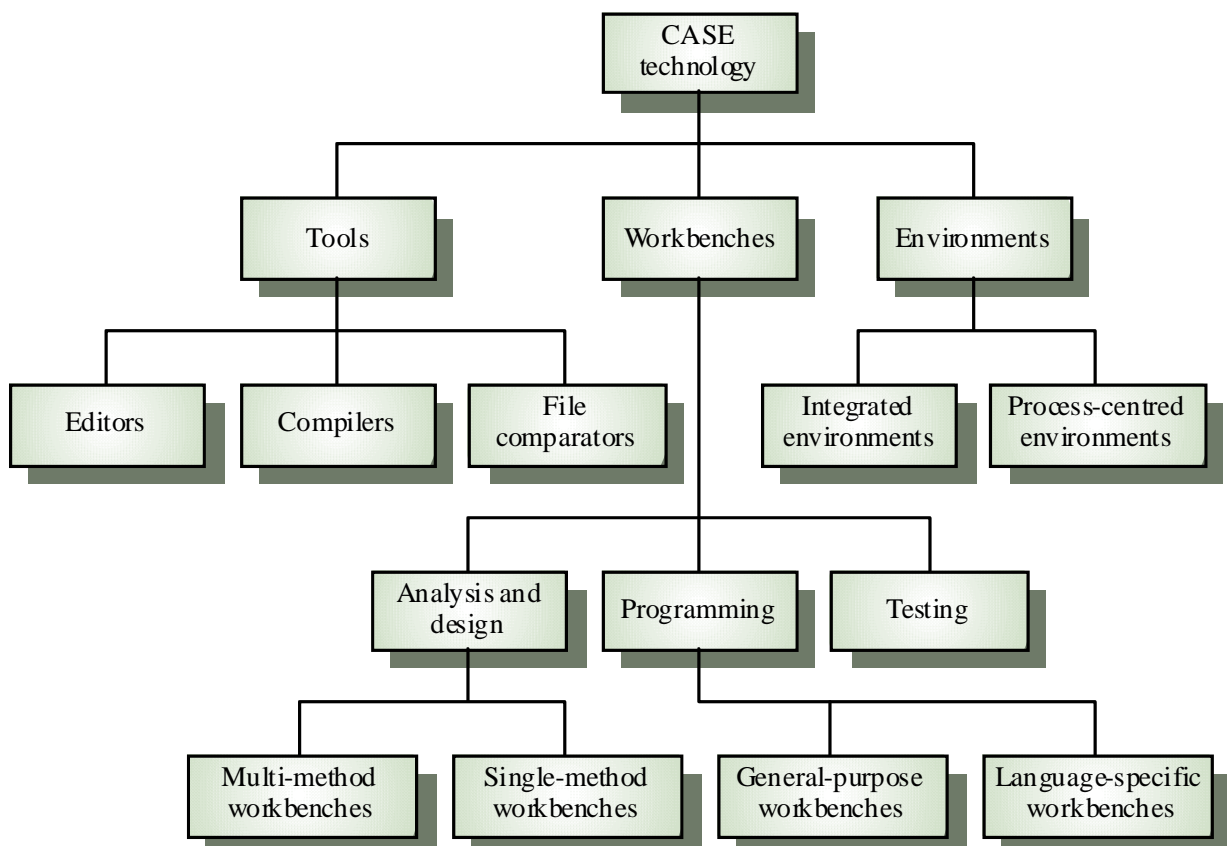 CASE
technology
Tools
Workbenches
Environments
Editors
Compilers
File
comparators
Integrated
environments
Process-centred
environments
Analysis and
design
Programming
Testing
Multi-method
workbenches
Single-method
workbenches
General-purpose
workbenches
Language-specific
workbenches